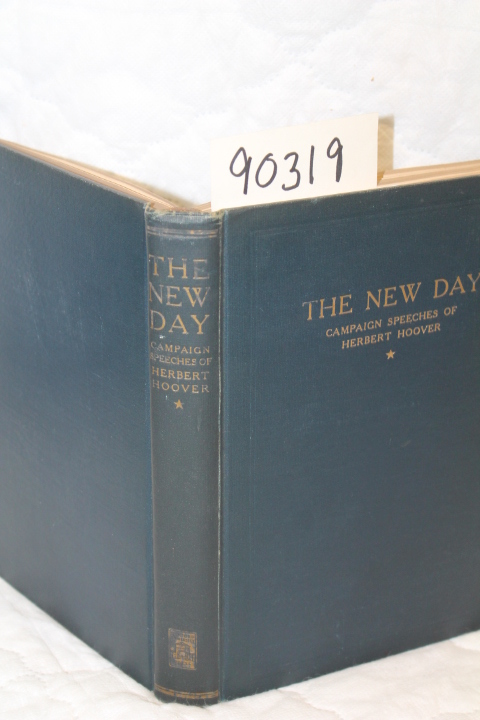 90319
THE
NEW
DAY
CAMPAIGN
SPEECHES OF
HERBERT
HOOVER
THE NEW DAY
CAMPAIGN SPEECHES OF
HERBERT HOOVER